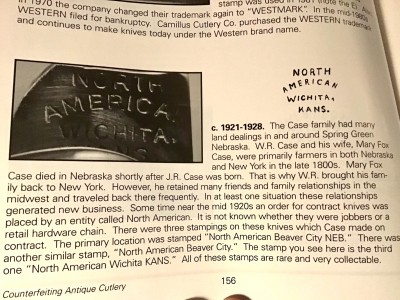 In 1970 the company changed their trademark again to "WESTMARK". In the mid-1980s
WESTERN filed for bankruptcy. Camillus Cutlery Co. purchased the WESTERN trademark
and continues to make knives today under the Western brand name.
NORTH
AMERICA
WICHITA,
NORTH
AMERICAN
WICHITA,
KANS.
c. 1921-1928. The Case family had many
land dealings in and around Spring Green
Nebraska. W.R. Case and his wife, Mary Fox
Case, were primarily farmers in both Nebraska
and New York in the late 1800s. Mary Fox
Case died in Nebraska shortly after J.R. Case was born. That is why W.R. brought his fam-
ily back to New York. However, he retained many friends and family relationships in the
midwest and traveled back there frequently. In at least one situation these relationships
generated new business. Some time near the mid 1920s an order for contract knives was
placed by an entity called North American. It is not known whether they were jobbers or a
retail hardware chain. There were three stampings on these knives which Case made on
contract. The primary location was stamped "North American Beaver City NEB." There was
another similar stamp, "North American Beaver City." The stamp you see here is the third
one "North American Wichita KANS." All of these stamps are rare and very collectable.
156
Counterfeiting Antique Cutlery